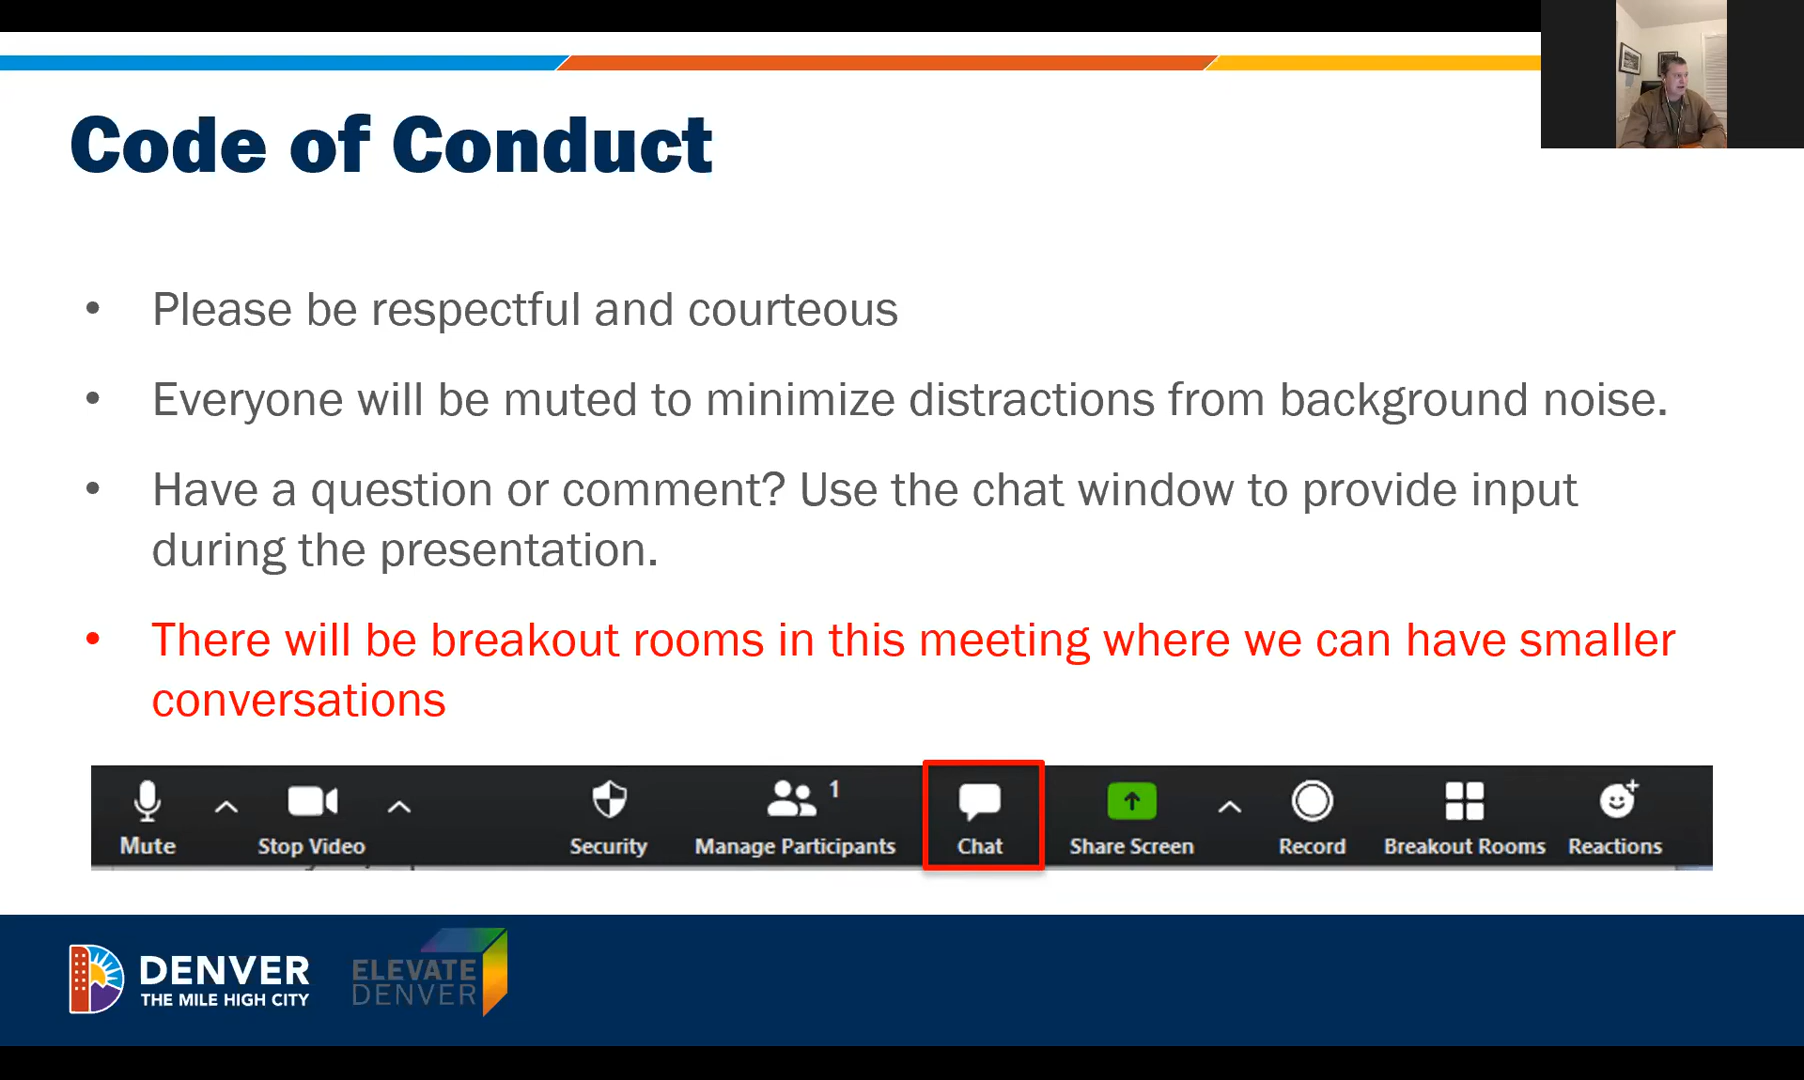 Code of Conduct
• Please be respectful and courteous
• Everyone will be muted to minimize distractions from background noise.
• Have a question or comment? Use the chat window to provide input
during the presentation.
• There will be breakout rooms in this meeting where we can have smaller
conversations
1
Mute Stop Video Security Manage Participants Chat Share Screen Record Breakout Rooms Reactions
DENVER
THE MILE HIGH CITY
ELEVATE
DENVER